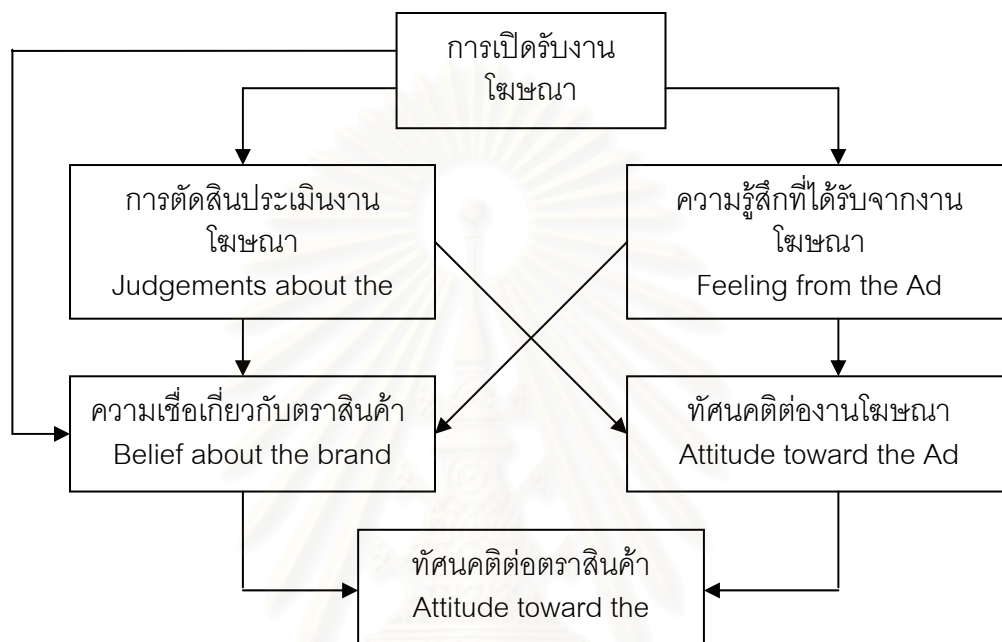 การเปิดรับงาน
โฆษณา
การตัดสินประเมินงาน
โฆษณา
Judgements about the
ความรู้สึกที่ได้รับจากงาน
โฆษณา
Feeling from the Ad
ความเชื่อเกี่ยวกับตราสินค้า
Belief about the brand
ทัศนคติต่องานโฆษณา
Attitude toward the Ad
ทัศนคติต่อตราสินค้า
Attitude toward the